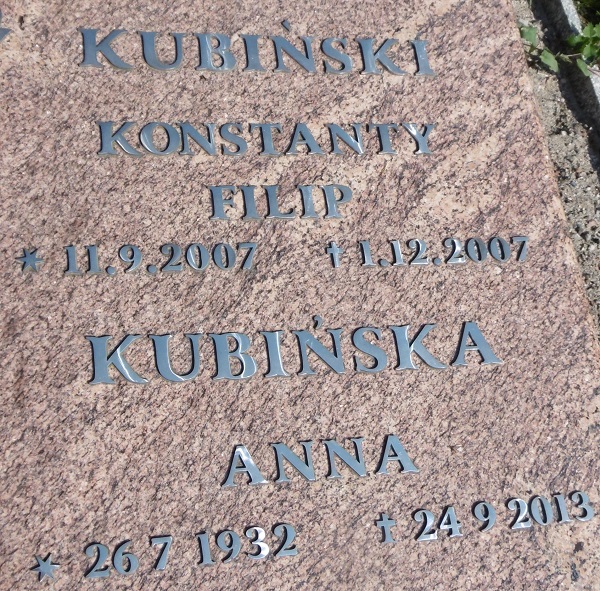 KUBIŃSKI
KONSTANTY
FILIP
* 11.9.2007 † 1.12.2007
KUBIŃSKA
ANNA
* 26 7 1932 † 24 9 2013